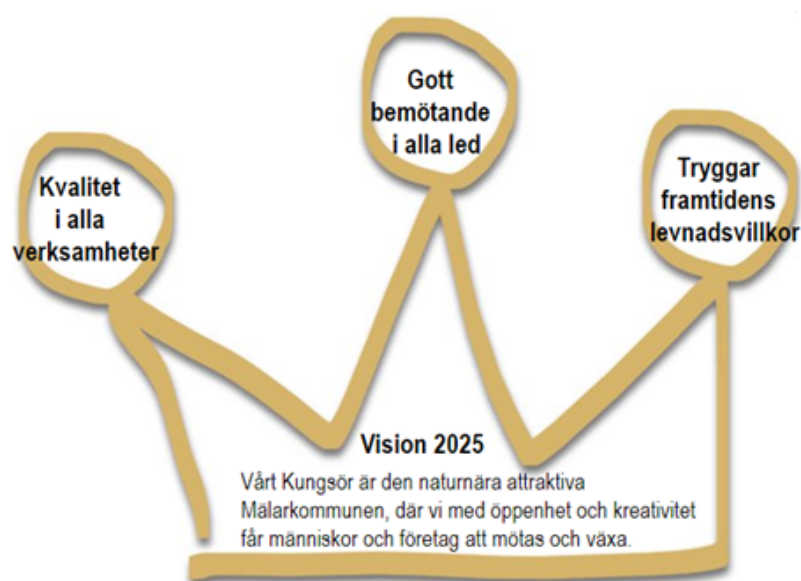 Gott
bemötande
i alla led
Kvalitet
i alla
verksamheter
Tryggar
framtidens
levnadsvillkor
Vision 2025
Vårt Kungsör är den naturnära attraktiva
Mälarkommunen, där vi med öppenhet och kreativitet
får människor och företag att mötas och växa.